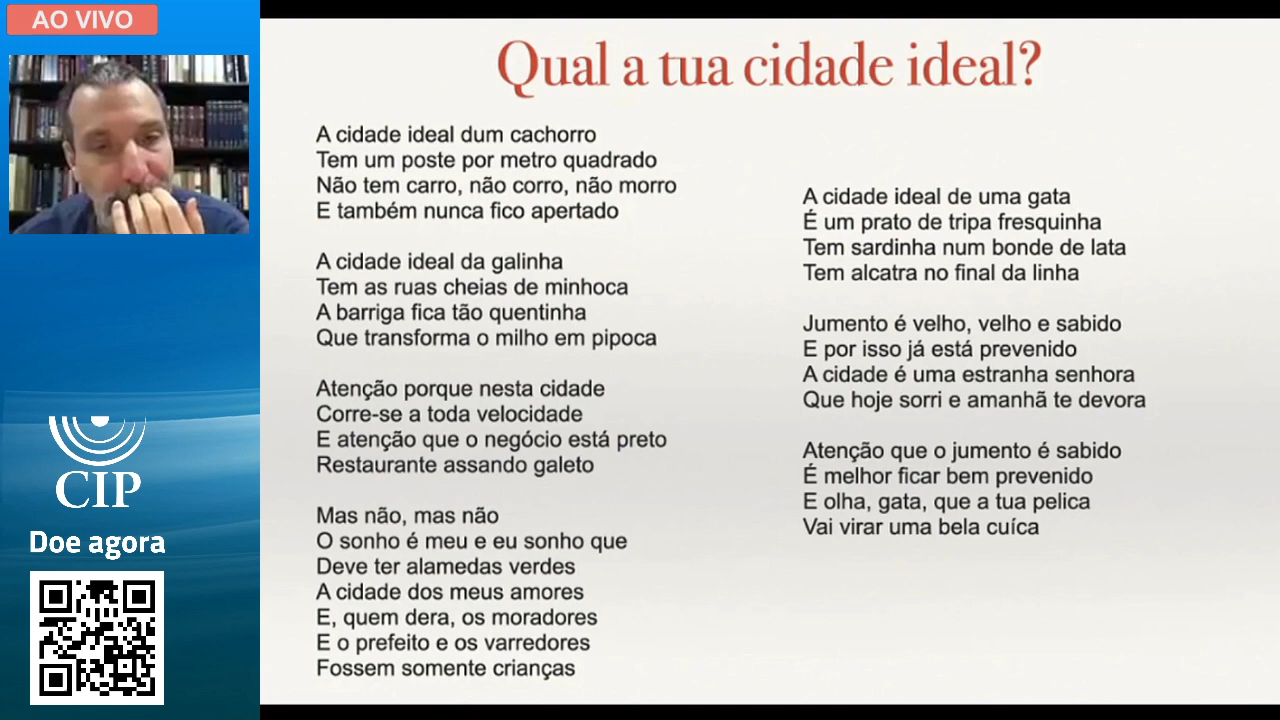 AO VIVO
CIP
Doe agora
Qual a tua cidade ideal?
A cidade ideal dum cachorro
Tem um poste por metro quadrado
Não tem carro, não corro, não morro
E também nunca fico apertado
A cidade ideal da galinha
Tem as ruas cheias de minhoca
A barriga fica tão quentinha
Que transforma o milho em pipoca
Atenção porque nesta cidade
Corre-se a toda velocidade
E atenção que o negócio está preto
Restaurante assando galeto
Mas não, mas não
O sonho é meu e eu sonho que
Deve ter alamedas verdes
A cidade dos meus amores
E, quem dera, os moradores
E o prefeito e os varredores
Fossem somente crianças
A cidade ideal de uma gata
É um prato de tripa fresquinha
Tem sardinha num bonde de lata
Tem alcatra no final da linha
Jumento é velho, velho e sabido
E por isso já está prevenido
A cidade é uma estranha senhora
Que hoje sorri e amanhã te devora
Atenção que o jumento é sabido
É melhor ficar bem prevenido
E olha, gata, que a tua pelica
Vai virar uma bela cuíca